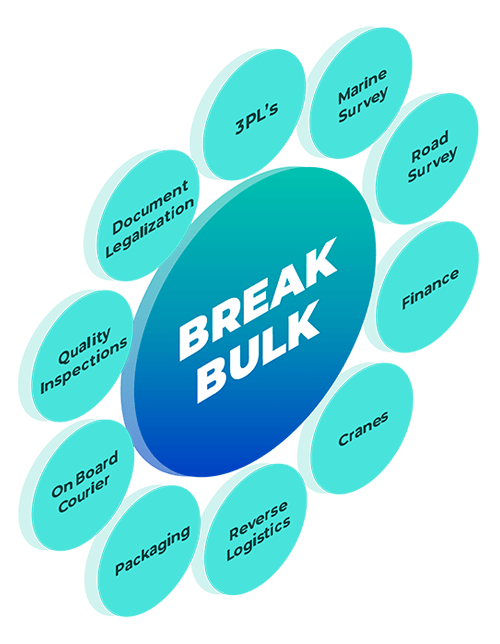 3PL's
Marine
Survey
Road
Survey
Document
Legalization
BREAK
BULK
Finance
Quality
Inspections
Cranes
On Board
Courier
Reverse
Logistics
Packaging